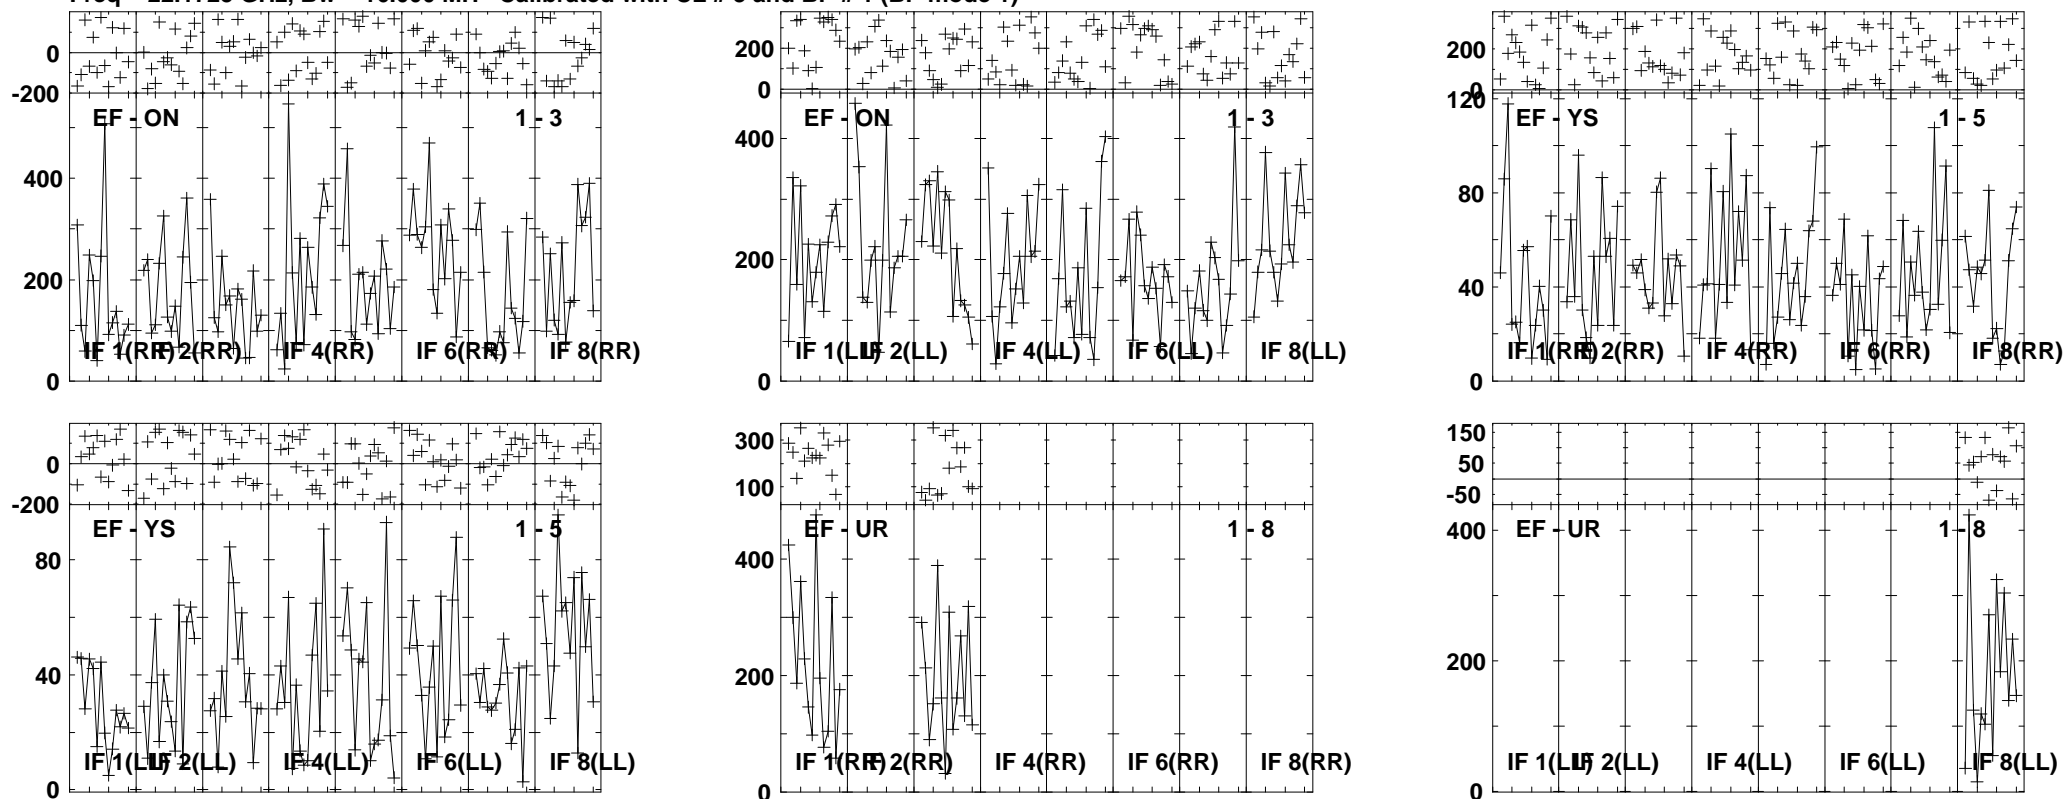 0
-200
EF - ON
1 - 3
400
200
0
IF 1(RR)
IF 2(RR)
IF 4(RR)
IF 6(RR)
IF 8(RR)
200
0
EF - ON
1 - 3
400
200
0
IF 1(LL)
IF 2(LL)
IF 4(LL)
IF 6(LL)
IF 8(LL)
200
0
120
EF - YS
1 - 5
80
40
0
IF 1(RR)
IF 2(RR)
IF 4(RR)
IF 6(RR)
IF 8(RR)
0
-200
EF - YS
1 - 5
80
40
0
IF 1(LL)
IF 2(LL)
IF 4(LL)
IF 6(LL)
IF 8(LL)
300
100
EF - UR
1 - 8
400
200
0
IF 1(RR)
IF 2(RR)
IF 4(RR)
IF 6(RR)
IF 8(RR)
150
50
-50
EF - UR
1 - 8
400
200
0
IF 1(LL)
IF 2(LL)
IF 4(LL)
IF 6(LL)
IF 8(LL)